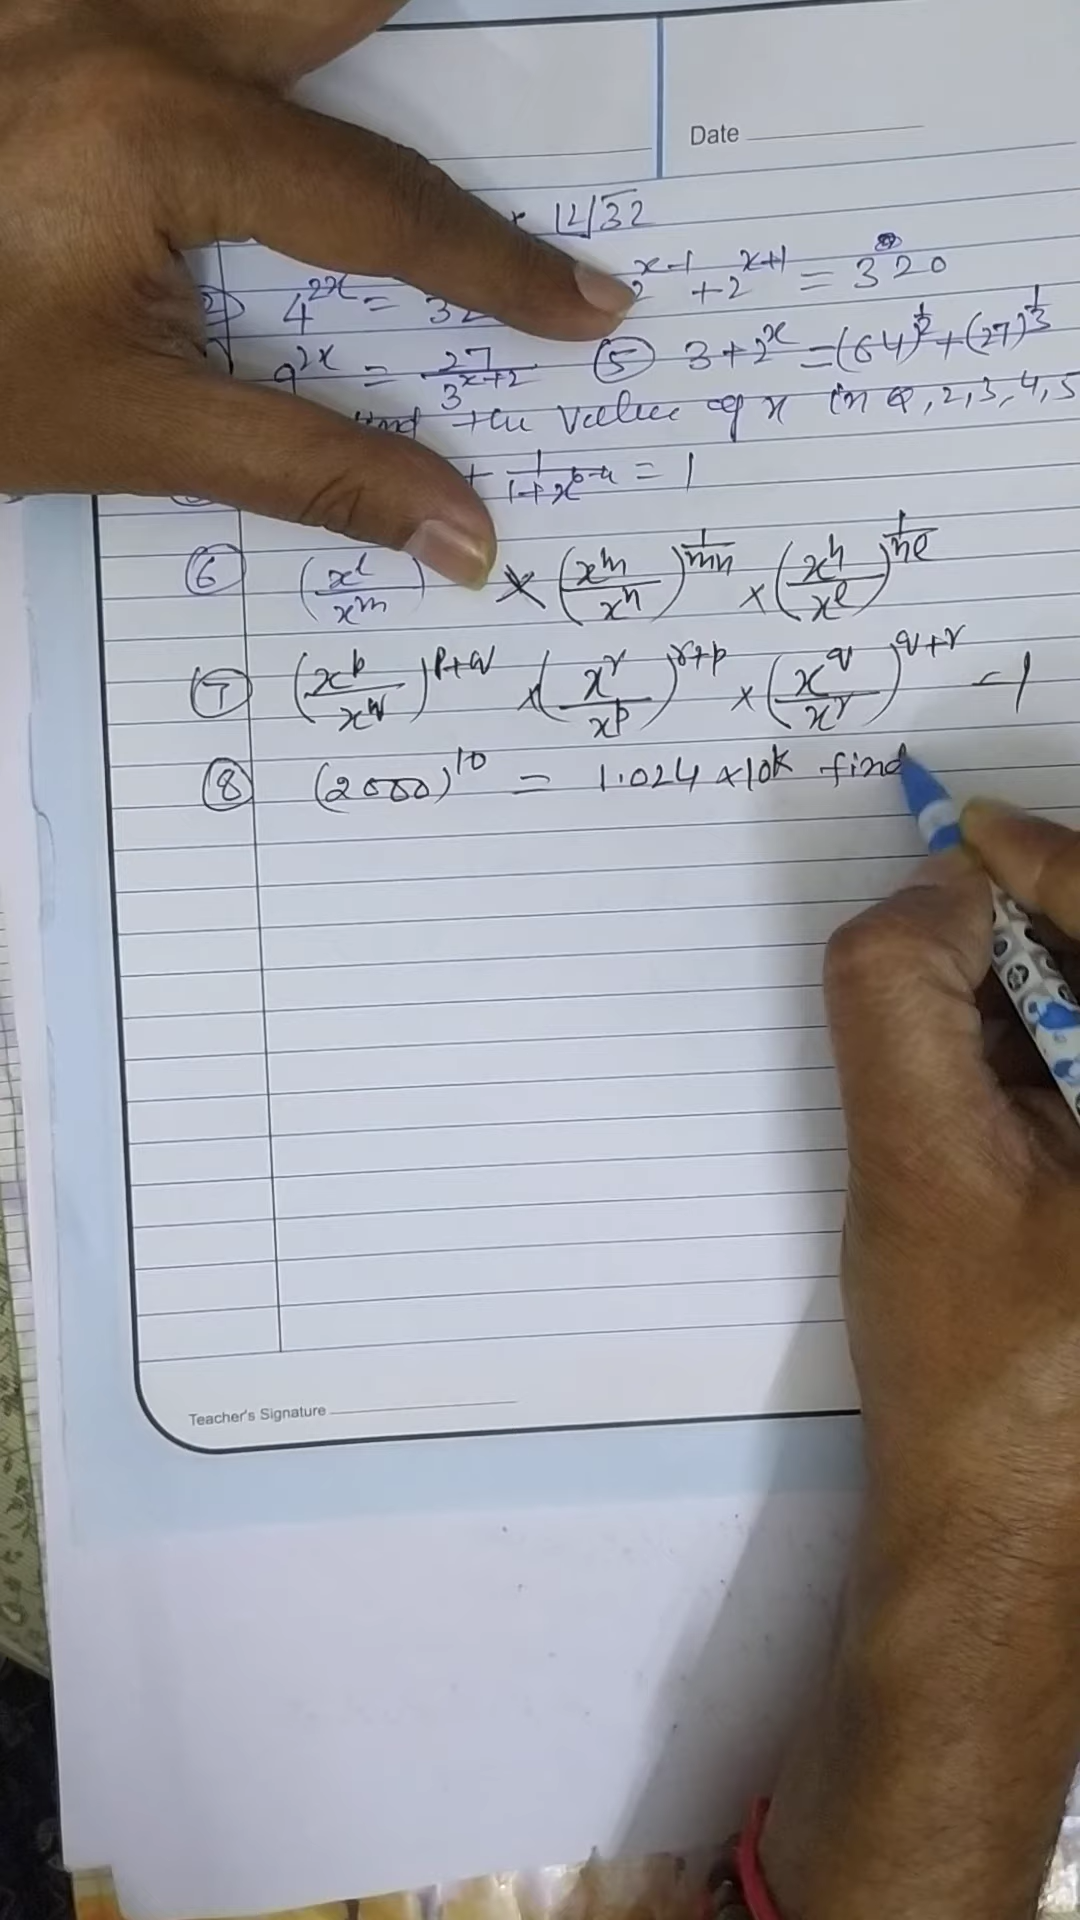 Date
12√32
2) 4^2x = 32 2^x-1 + 2^x+1 = 320
9^2x = 27/3^x+2 (5) 3+2^x = (64)^1/2 + (27)^1/3
find the value of x in Q, 2, 3, 4, 5
+ 1/1+x^b-a = 1
(6) (x^l/x^m) × (x^m/x^n)^1/mn × (x^n/x^l)^1/nl
(7) (x^p/x^q)^p+q × (x^r/x^p)^r+p × (x^q/x^r)^q+r = 1
(8) (2000)^10 = 1.024 × 10^k find
Teacher's Signature